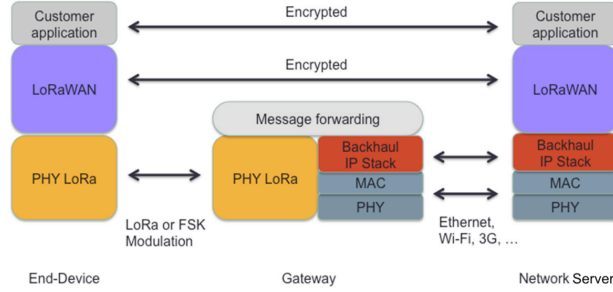 Customer
application
Encrypted
Customer
application
LoRaWAN
Encrypted
LoRaWAN
Message forwarding
PHY LoRa
PHY LoRa
Backhaul
IP Stack
MAC
PHY
Backhaul
IP Stack
MAC
PHY
LoRa or FSK
Modulation
Ethernet,
Wi-Fi, 3G, ...
End-Device
Gateway
Network Server